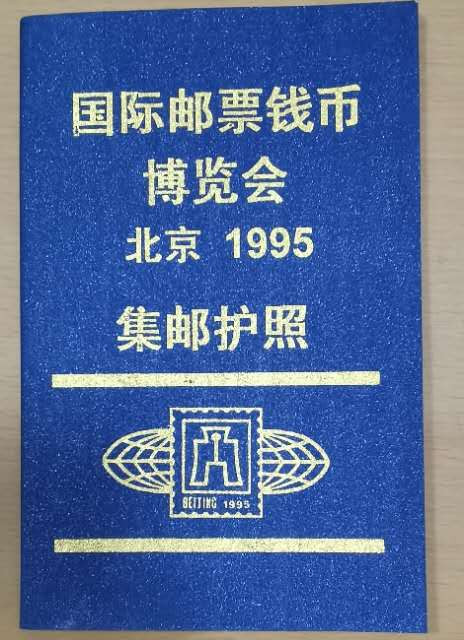 国际邮票钱币
博览会
北京 1995
集邮护照
BEIJING 1995